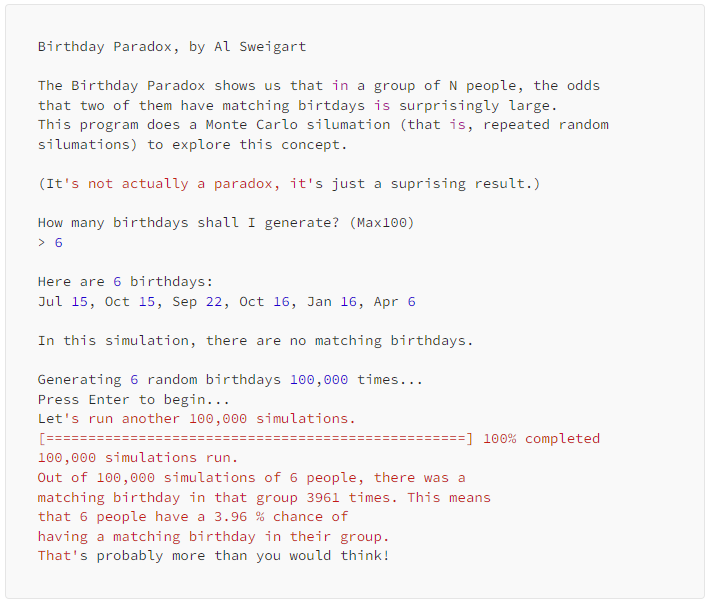 Birthday Paradox, by Al Sweigart
The Birthday Paradox shows us that in a group of N people, the odds
that two of them have matching birtdays is surprisingly large.
This program does a Monte Carlo silumation (that is, repeated random
silumations) to explore this concept.
(It's not actually a paradox, it's just a suprising result.)
How many birthdays shall I generate? (Max100)
> 6
Here are 6 birthdays:
Jul 15, Oct 15, Sep 22, Oct 16, Jan 16, Apr 6
In this simulation, there are no matching birthdays.
Generating 6 random birthdays 100,000 times...
Press Enter to begin...
Let's run another 100,000 simulations.
[==================================================] 100% completed
100,000 simulations run.
Out of 100,000 simulations of 6 people, there was a
matching birthday in that group 3961 times. This means
that 6 people have a 3.96 % chance of
having a matching birthday in their group.
That's probably more than you would think!